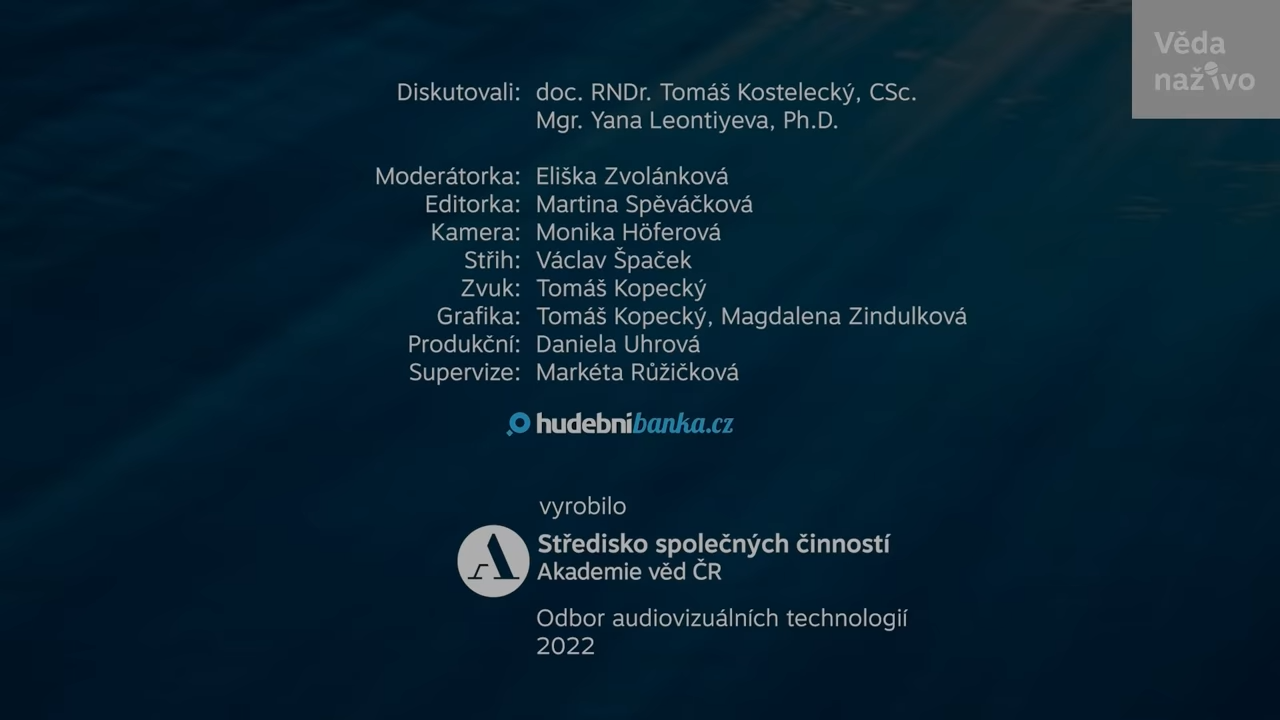 Věda
naživo
Diskutovali: doc. RNDr. Tomáš Kostelecký, CSc.
Mgr. Yana Leontiyeva, Ph.D.
Moderátorka: Eliška Zvolánková
Editorka: Martina Spěváčková
Kamera: Monika Höferová
Střih: Václav Špaček
Zvuk: Tomáš Kopecký
Grafika: Tomáš Kopecký, Magdalena Zindulková
Produkční: Daniela Uhrová
Supervize: Markéta Růžičková
hudebníbanka.cz
vyrobilo
Středisko společných činností
Akademie věd ČR
Odbor audiovizuálních technologií
2022